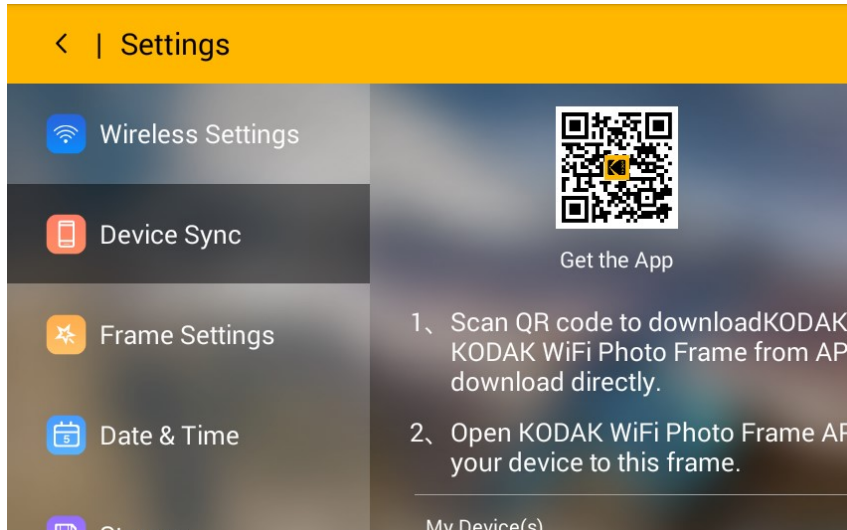 < | Settings
Wireless Settings
Device Sync
Frame Settings
5
Date & Time
Get the App
1、 Scan QR code to downloadKODAK
KODAK WiFi Photo Frame from AP
download directly.
2、 Open KODAK WiFi Photo Frame AP
your device to this frame.
My Device(s)